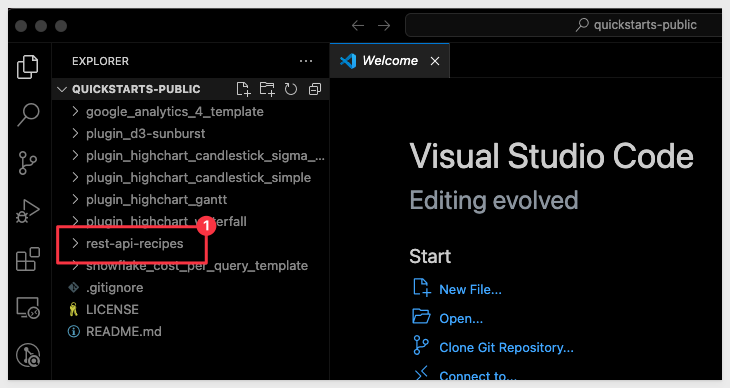 quickstarts-public
EXPLORER
Welcome
QUICKSTARTS-PUBLIC
google_analytics_4_template
plugin_d3-sunburst
plugin_highchart_candlestick_sigma_...
plugin_highchart_candlestick_simple
plugin_highchart_gantt
plugin_highchart_waterfall
1
rest-api-recipes
snowflake_cost_per_query_template
.gitignore
LICENSE
README.md
Visual Studio Code
Editing evolved
Start
New File...
Open...
Clone Git Repository...
Connect to...